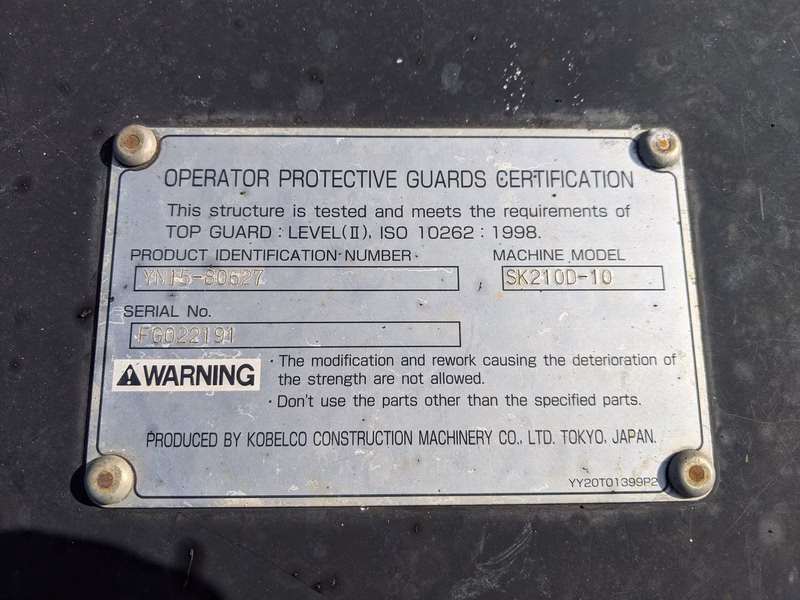 OPERATOR PROTECTIVE GUARDS CERTIFICATION
This structure is tested and meets the requirements of
TOP GUARD : LEVEL(II), ISO 10262 : 1998.
PRODUCT IDENTIFICATION NUMBER MACHINE MODEL
YN15-80627 SK210D-10
SERIAL No.
FG022191
WARNING
· The modification and rework causing the deterioration of
the strength are not allowed.
· Don't use the parts other than the specified parts.
PRODUCED BY KOBELCO CONSTRUCTION MACHINERY CO., LTD. TOKYO, JAPAN.
YY20T01399P2